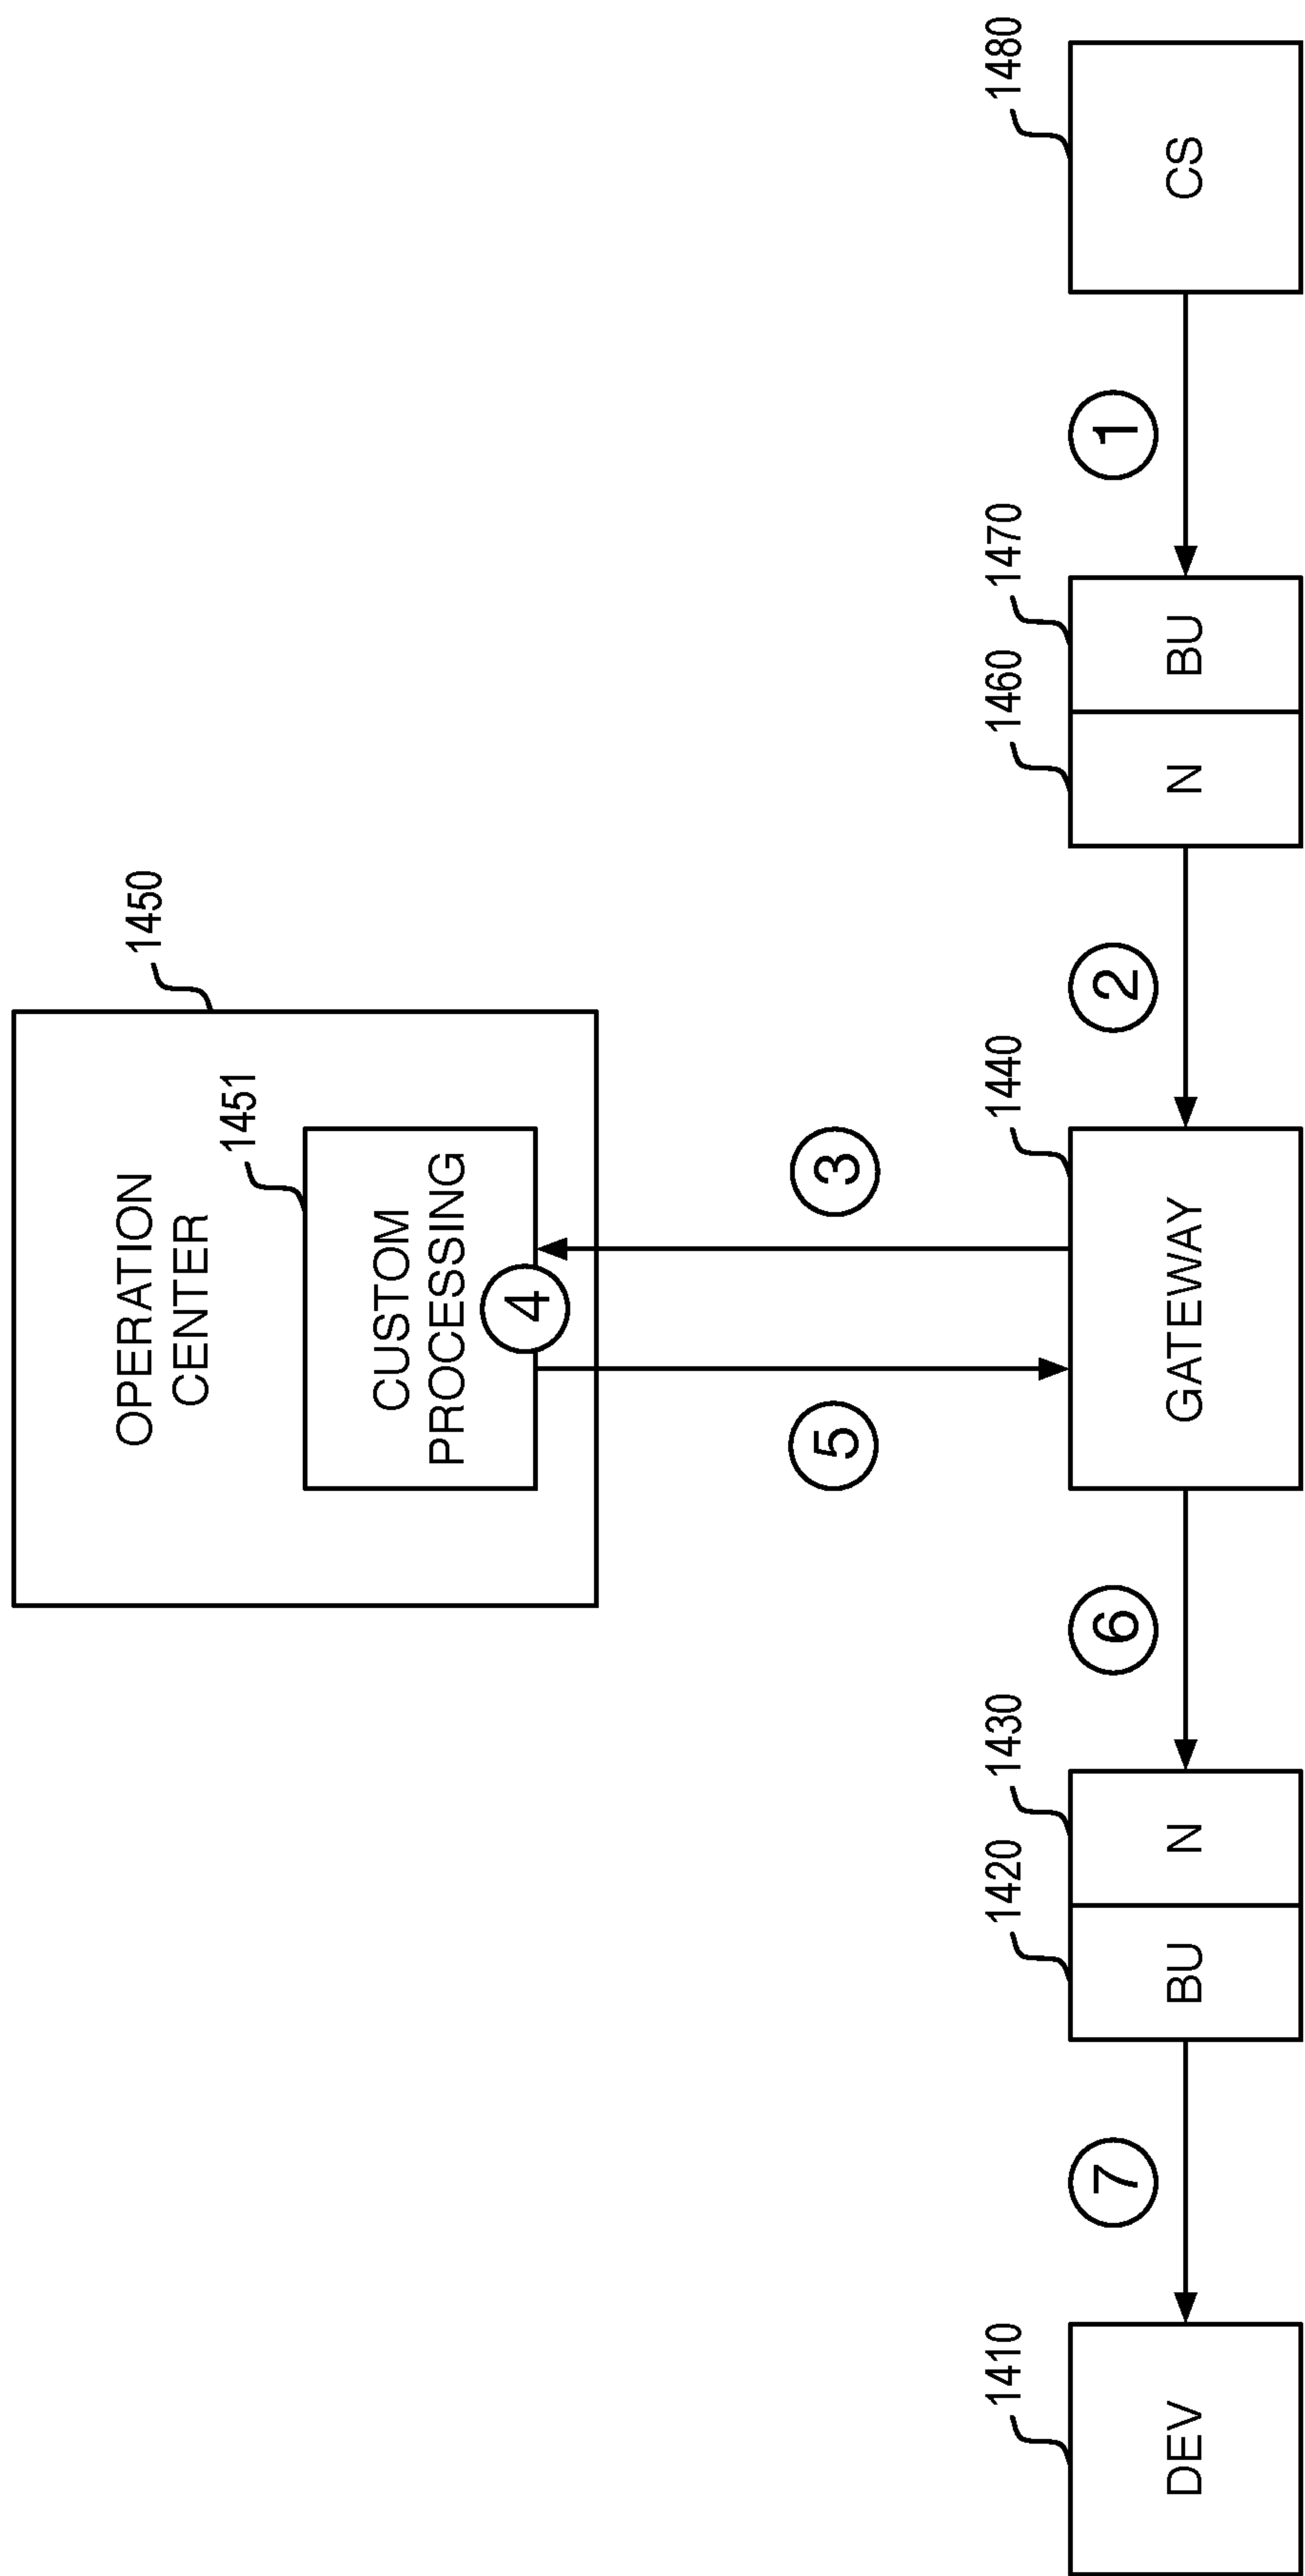 1450
OPERATION
CENTER
1451
CUSTOM
PROCESSING
4
5
3
1410
1420
1430
1440
1460
1470
1480
7
6
2
1
DEV
BU
N
GATEWAY
N
BU
CS